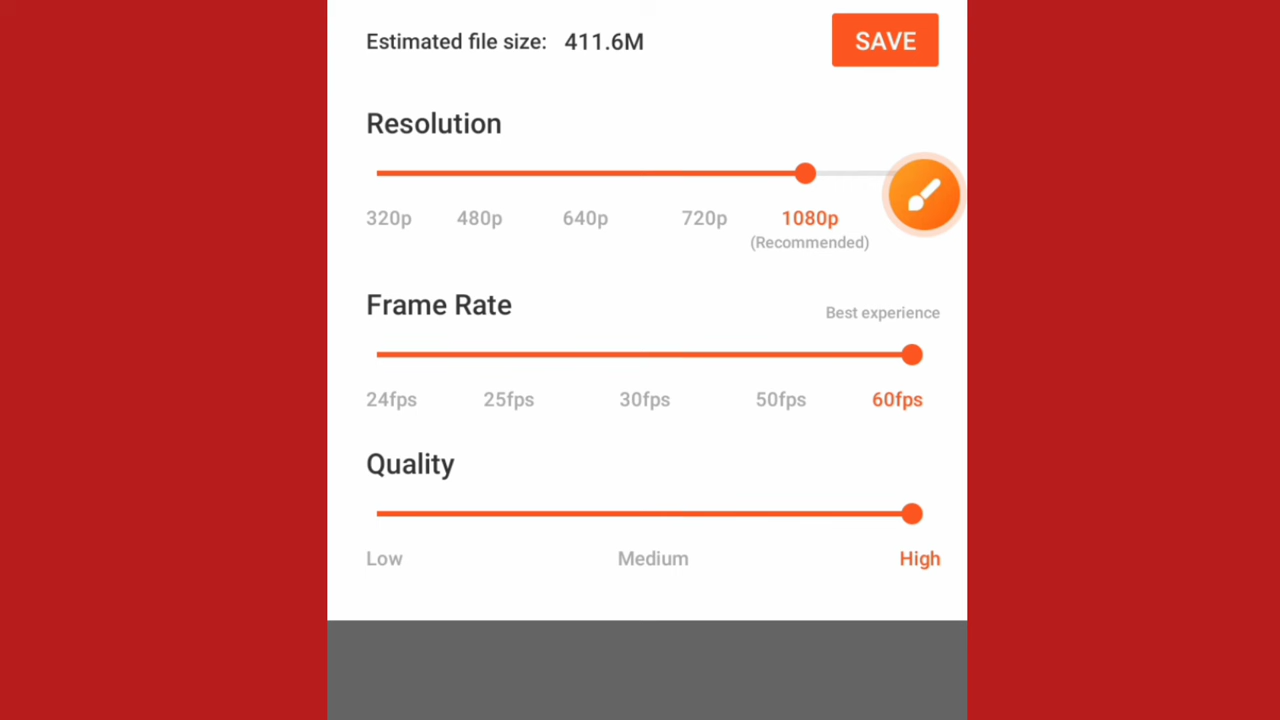 Estimated file size: 411.6M
SAVE
Resolution
320p 480p 640p 720p 1080p
(Recommended)
Frame Rate
Best experience
24fps 25fps 30fps 50fps 60fps
Quality
Low Medium High